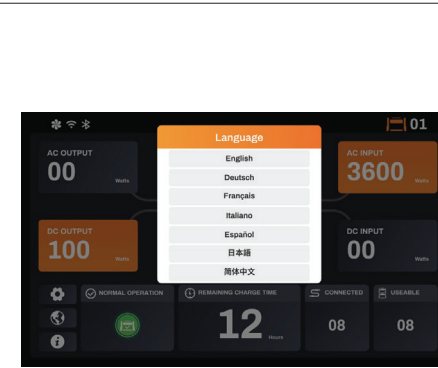 01
Language
AC OUTPUT
00 Watts
AC INPUT
3600 Watts
English
Deutsch
Français
Italiano
Español
日本語
简体中文
DC OUTPUT
100 Watts
DC INPUT
00 Watts
NORMAL OPERATION
REMAINING CHARGE TIME
CONNECTED
USEABLE
12 Hours
08
08